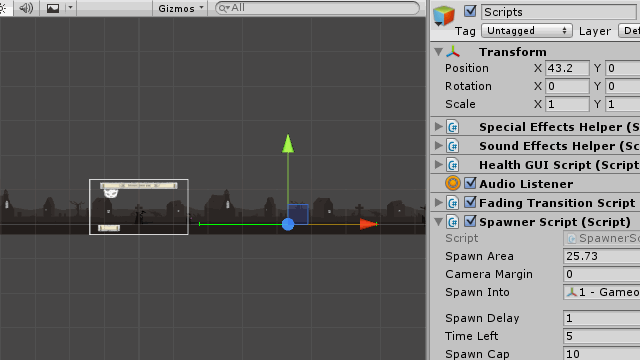 Gizmos
All
Scripts
Tag Untagged Layer
Transform
Position X 43.2 Y 0
Rotation X 0 Y 0
Scale X 1 Y 1
Special Effects Helper (S
Sound Effects Helper (Sc
Health GUI Script (Script
Audio Listener
Fading Transition Script
Spawner Script (Script)
Script SpawnerS
Spawn Area 25.73
Camera Margin 0
Spawn Into 1 - Gameo
Spawn Delay 1
Time Left 5
Spawn Cap 10